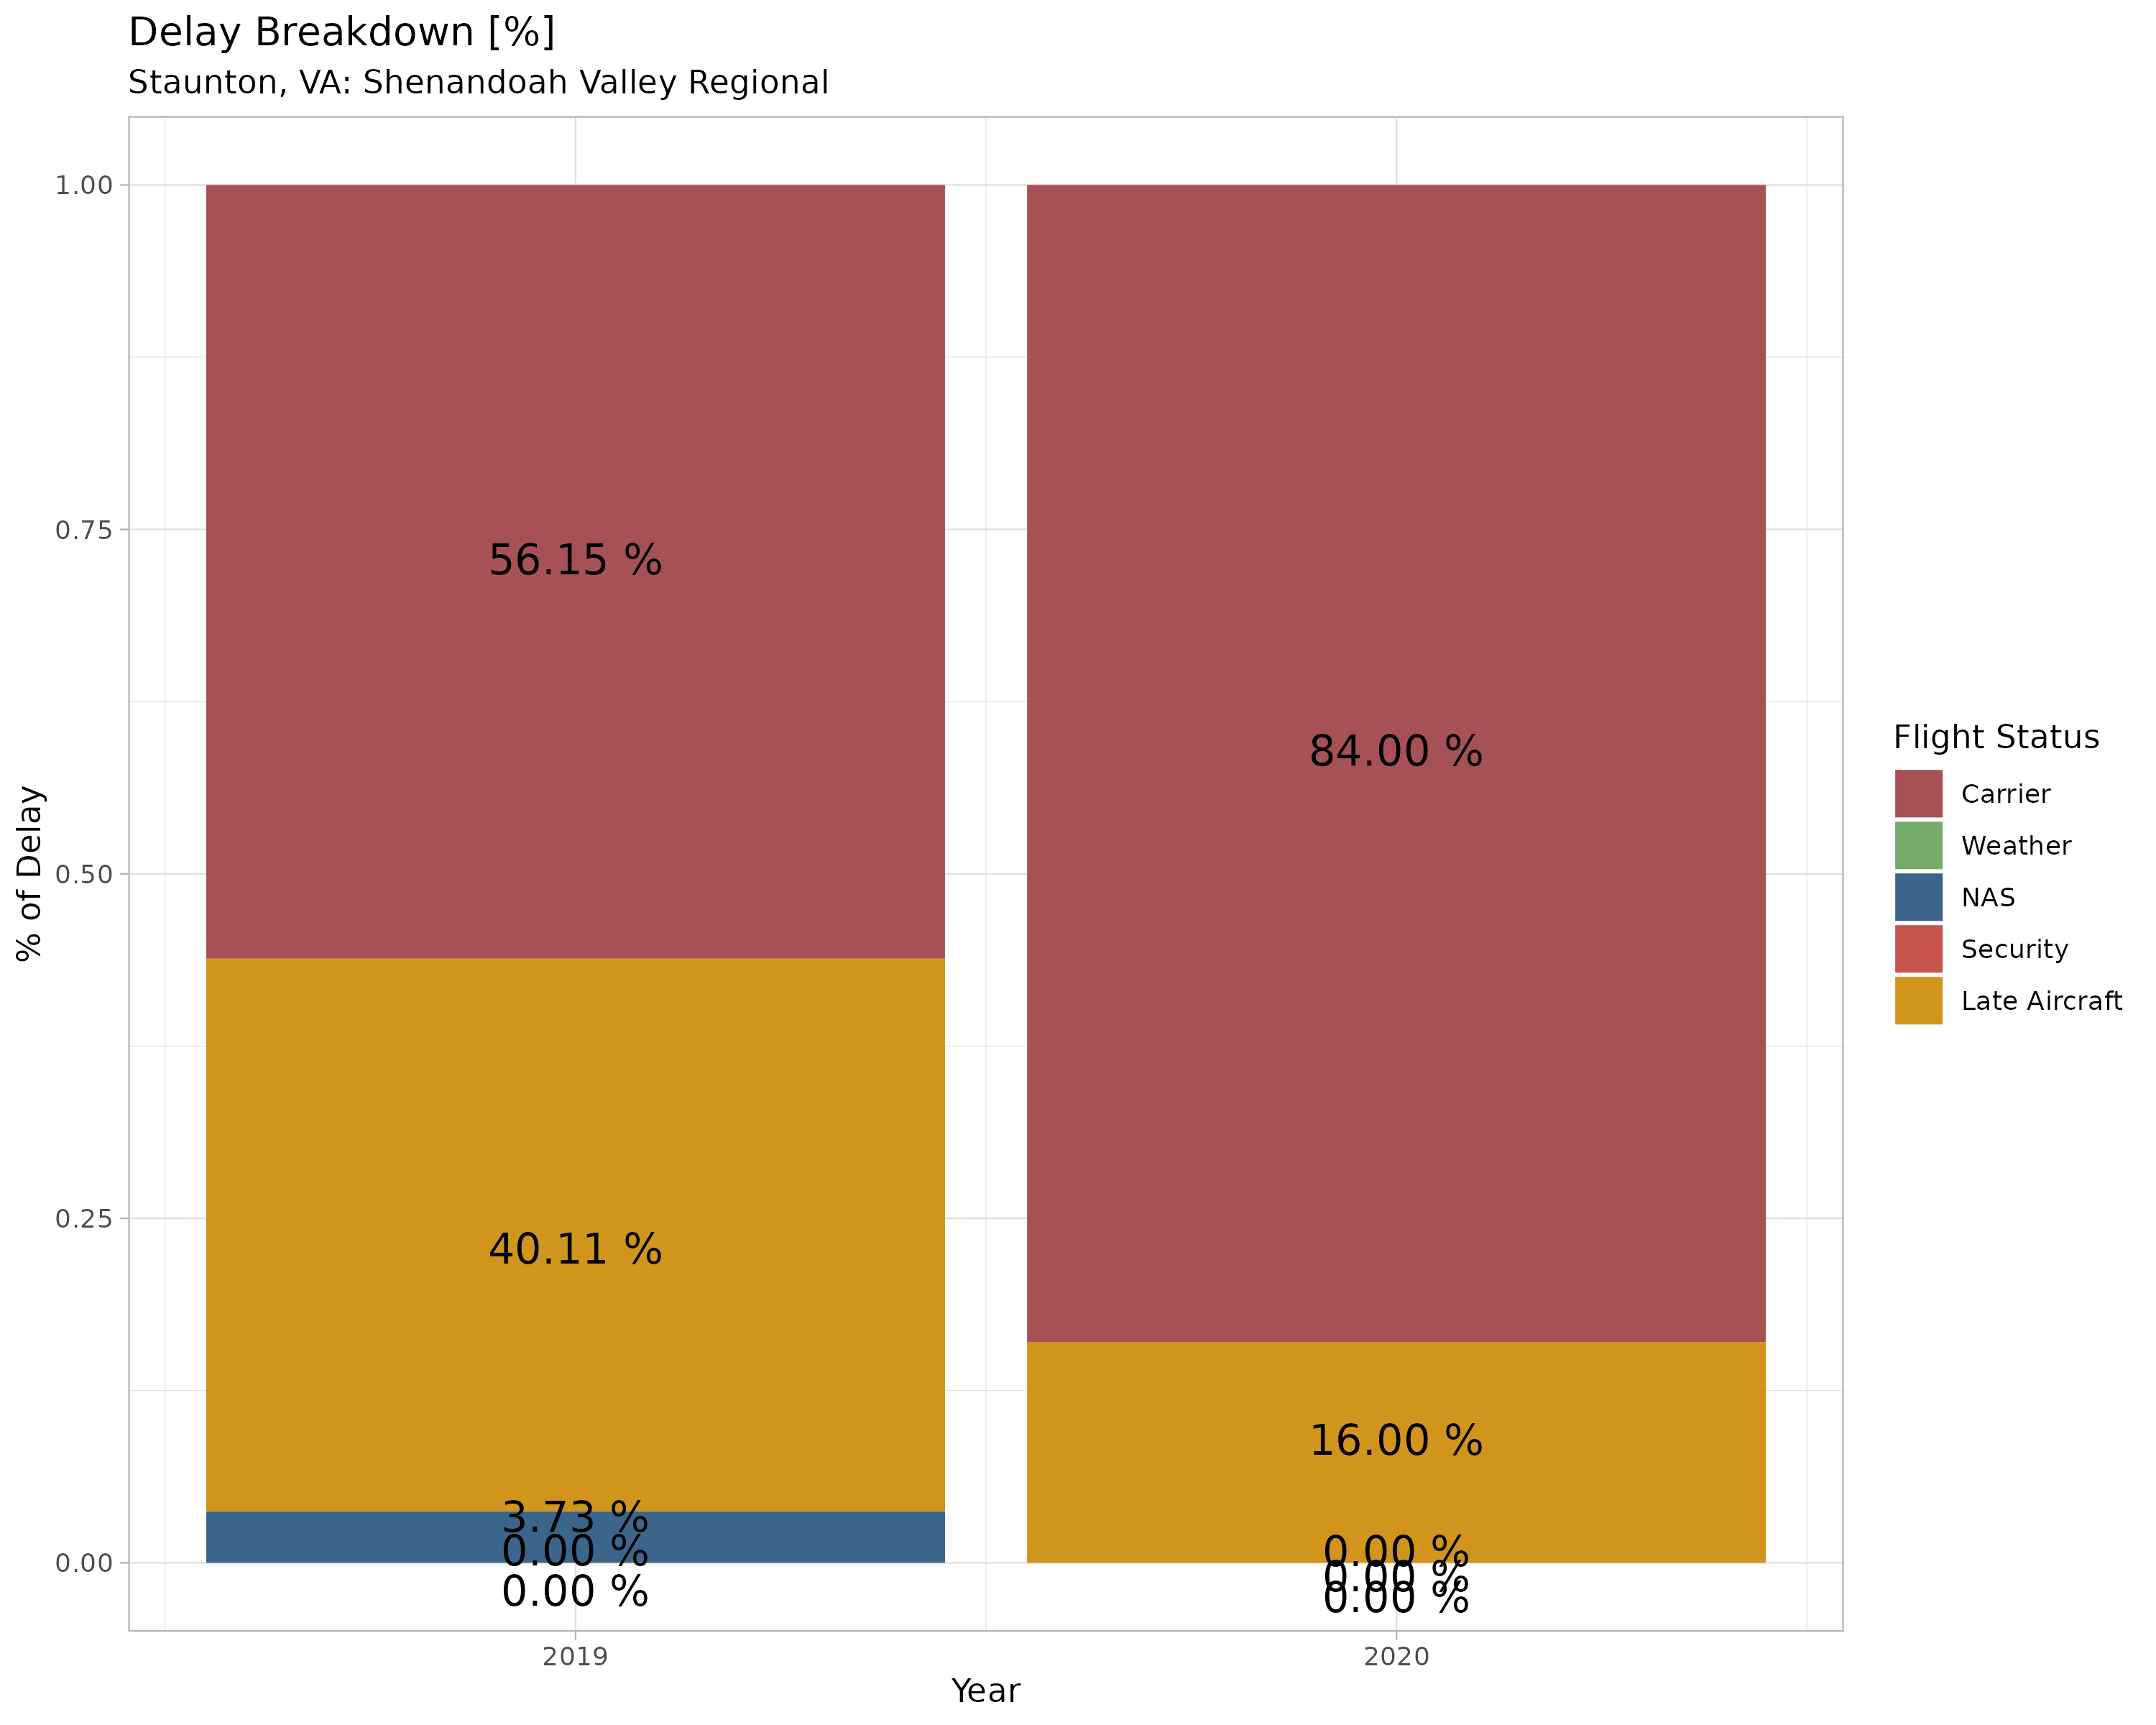 Delay Breakdown [%]
Staunton, VA: Shenandoah Valley Regional
% of Delay
1.00
0.75
0.50
0.25
0.00
56.15 %
40.11 %
3.73 %
0.00 %
0.00 %
84.00 %
16.00 %
0.00 %
0.00 %
0.00 %
2019
2020
Year
Flight Status
Carrier
Weather
NAS
Security
Late Aircraft